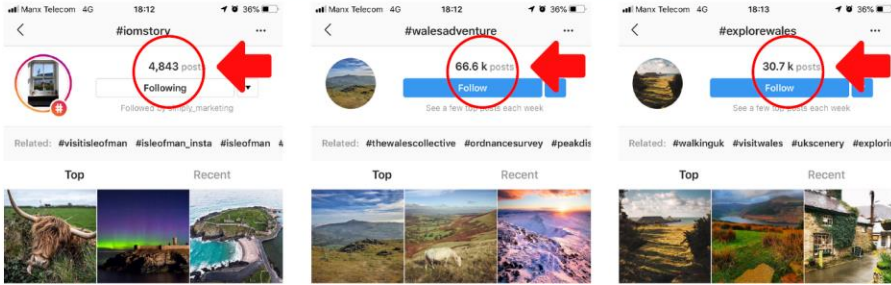 Manx Telecom 4G 18:12 36%
#iomstory
4,843 posts
Following
Followed by simply_marketing
Related: #visitisleofman #isleofman_insta #isleofman
Top Recent
Manx Telecom 4G 18:12 36%
#walesadventure
66.6 k posts
Follow
See a few top posts each week
Related: #thewalescollective #ordnancesurvey #peakdis
Top Recent
Manx Telecom 4G 18:13 36%
#explorewales
30.7 k posts
Follow
See a few top posts each week
Related: #walkinguk #visitwales #ukscenery #explori
Top Recent